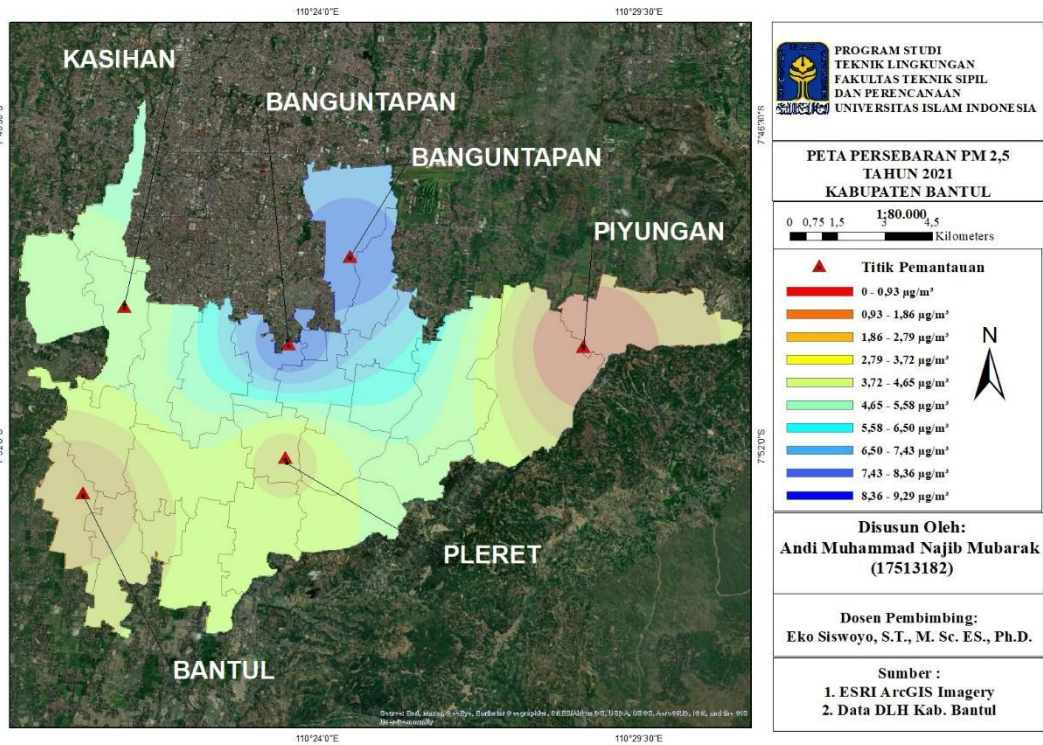 110°24'0"E
110°29'30"E
KASIHAN
BANGUNTAPAN
BANGUNTAPAN
PIYUNGAN
PLERET
BANTUL
7°46'30"S
7°52'0"S
110°24'0"E
110°29'30"E
PROGRAM STUDI
TEKNIK LINGKUNGAN
FAKULTAS TEKNIK SIPIL
DAN PERENCANAAN
UNIVERSITAS ISLAM INDONESIA
PETA PERSEBARAN PM 2,5
TAHUN 2021
KABUPATEN BANTUL
1:80.000
0 0,75 1,5 3 4,5
Kilometers
Titik Pemantauan
0 - 0,93 µg/m³
0,93 - 1,86 µg/m³
1,86 - 2,79 µg/m³
2,79 - 3,72 µg/m³
3,72 - 4,65 µg/m³
4,65 - 5,58 µg/m³
5,58 - 6,50 µg/m³
6,50 - 7,43 µg/m³
7,43 - 8,36 µg/m³
8,36 - 9,29 µg/m³
N
Disusun Oleh:
Andi Muhammad Najib Mubarak
(17513182)
Dosen Pembimbing:
Eko Siswoyo, S.T., M. Sc. ES., Ph.D.
Sumber :
1. ESRI ArcGIS Imagery
2. Data DLH Kab. Bantul